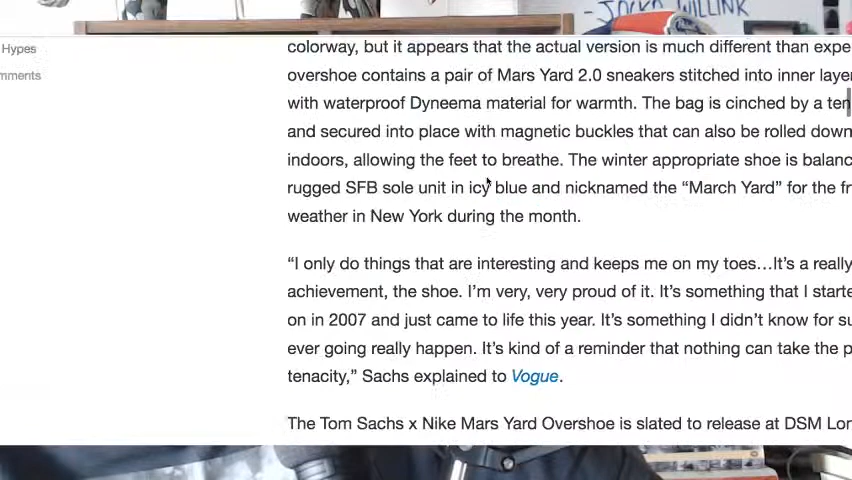 - JOCKO WILLINK
Hypes
colorway, but it appears that the actual version is much different than expe
mments
overshoe contains a pair of Mars Yard 2.0 sneakers stitched into inner laye
with waterproof Dyneema material for warmth. The bag is cinched by a ten
and secured into place with magnetic buckles that can also be rolled down
indoors, allowing the feet to breathe. The winter appropriate shoe is balanc
rugged SFB sole unit in icy blue and nicknamed the “March Yard” for the fr
weather in New York during the month.
“I only do things that are interesting and keeps me on my toes…It’s a really
achievement, the shoe. I’m very, very proud of it. It’s something that I starte
on in 2007 and just came to life this year. It’s something I didn’t know for su
ever going really happen. It’s kind of a reminder that nothing can take the p
tenacity,” Sachs explained to Vogue.
The Tom Sachs x Nike Mars Yard Overshoe is slated to release at DSM Lon